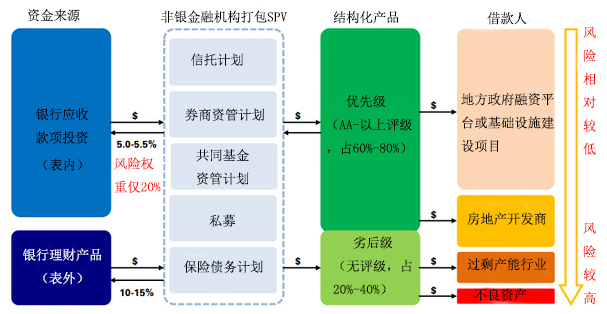 资金来源
非银金融机构打包SPV
结构化产品
借款人
银行应收
款项投资
（表内）
$
5.0-5.5%
风险权
重仅20%
银行理财产品
（表外）
$
10-15%
信托计划
券商资管计划
共同基金
资管计划
私募
保险债务计划
$
$
优先级
（AA-以上评级
，占60%-80%）
劣后级
（无评级，占
20%-40%）
$
$
$
$
地方政府融资平
台或基础设施建
设项目
房地产开发商
过剩产能行业
不良资产
风
险
相
对
较
低
风
险
较
高